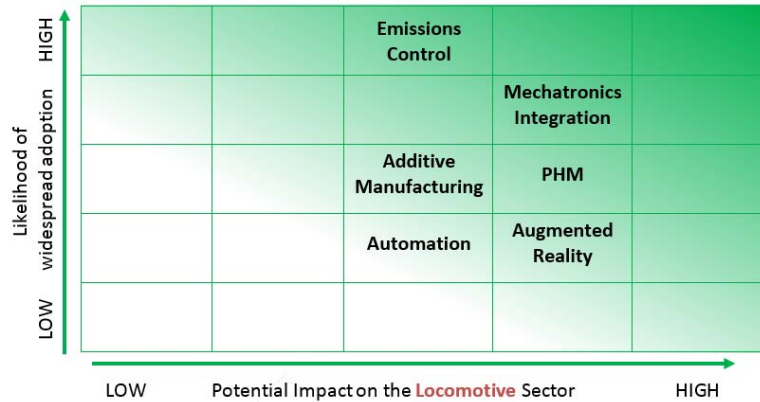 HIGH
Likelihood of
widespread adoption
LOW
Emissions
Control
Mechatronics
Integration
Additive
Manufacturing
PHM
Automation
Augmented
Reality
LOW
Potential Impact on the Locomotive Sector
HIGH